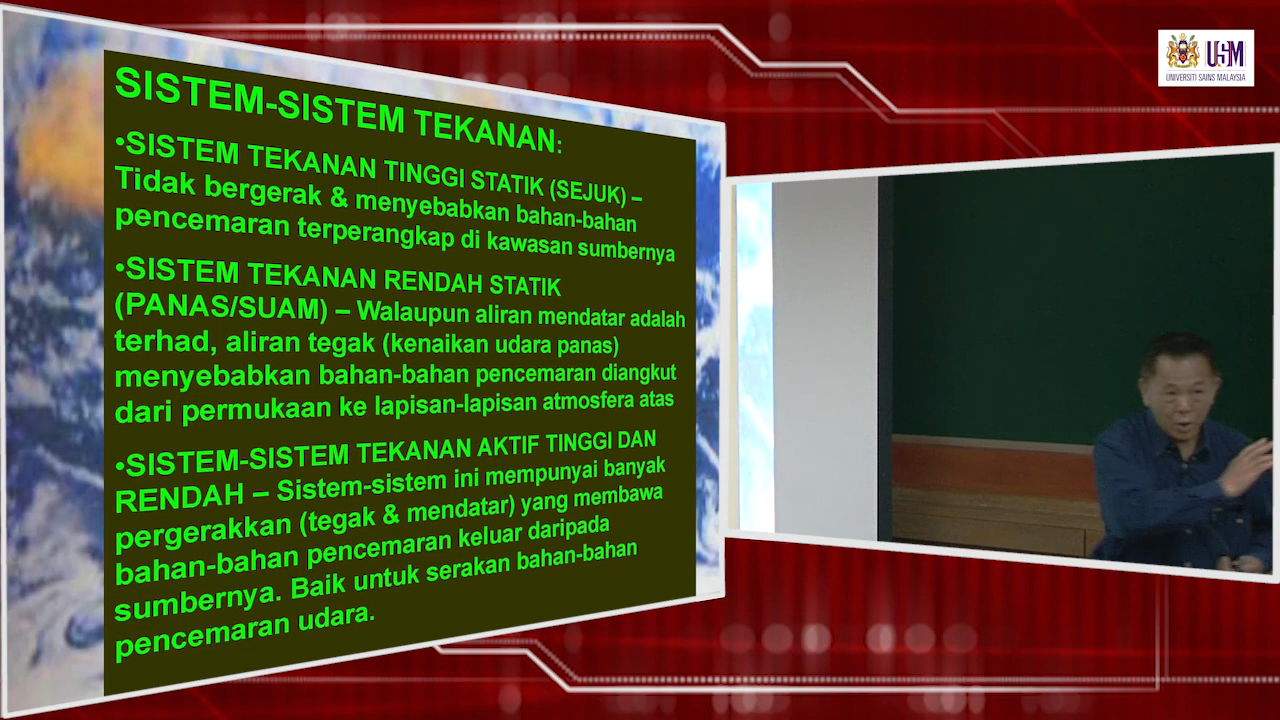 SISTEM-SISTEM TEKANAN:
•SISTEM TEKANAN TINGGI STATIK (SEJUK) –
Tidak bergerak & menyebabkan bahan-bahan
pencemaran terperangkap di kawasan sumbernya
•SISTEM TEKANAN RENDAH STATIK
(PANAS/SUAM) – Walaupun aliran mendatar adalah
terhad, aliran tegak (kenaikan udara panas)
menyebabkan bahan-bahan pencemaran diangkut
dari permukaan ke lapisan-lapisan atmosfera atas
•SISTEM-SISTEM TEKANAN AKTIF TINGGI DAN
RENDAH – Sistem-sistem ini mempunyai banyak
pergerakkan (tegak & mendatar) yang membawa
bahan-bahan pencemaran keluar daripada
sumbernya. Baik untuk serakan bahan-bahan
pencemaran udara.
USM
UNIVERSITI SAINS MALAYSIA